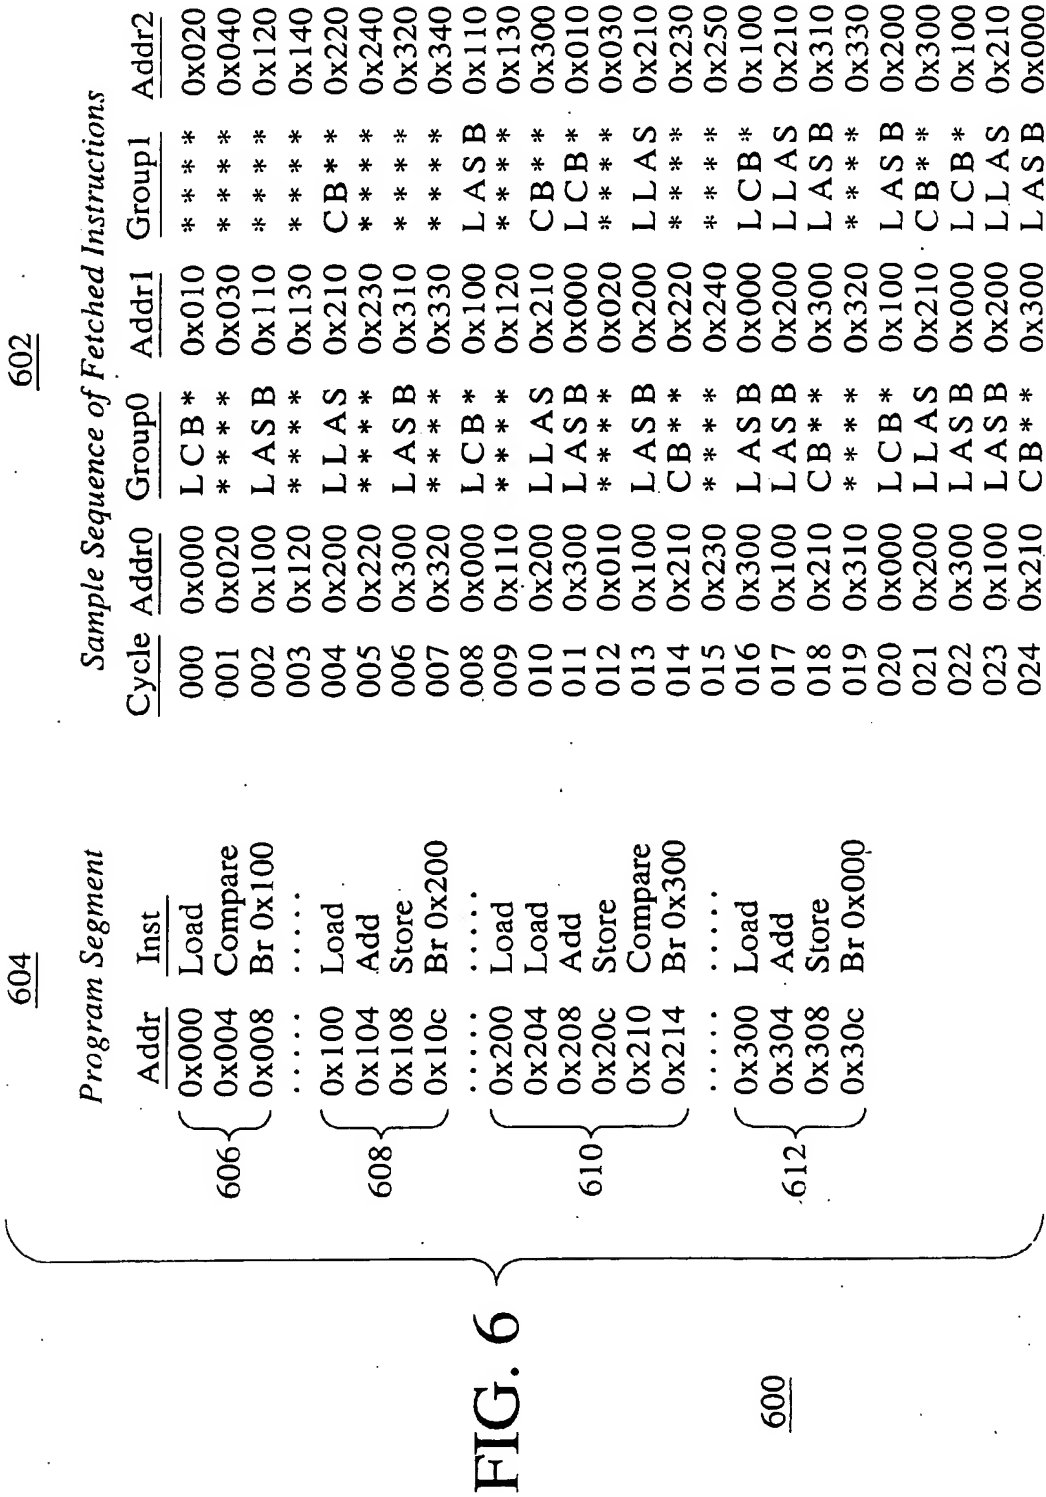 604
Program Segment
Addr Inst
0x000 Load
0x004 Compare
0x008 Br 0x100
..... .....
0x100 Load
0x104 Add
0x108 Store
0x10c Br 0x200
..... .....
0x200 Load
0x204 Load
0x208 Add
0x20c Store
0x210 Compare
0x214 Br 0x300
..... .....
0x300 Load
0x304 Add
0x308 Store
0x30c Br 0x000
606
608
610
612
602
Sample Sequence of Fetched Instructions
Cycle Addr0 Group0 Addr1 Group1 Addr2
000 0x000 L C B * 0x010 * * * * 0x020
001 0x020 * * * * 0x030 * * * * 0x040
002 0x100 L A S B 0x110 * * * * 0x120
003 0x120 * * * * 0x130 * * * * 0x140
004 0x200 L L A S 0x210 C B * * 0x220
005 0x220 * * * * 0x230 * * * * 0x240
006 0x300 L A S B 0x310 * * * * 0x320
007 0x320 * * * * 0x330 * * * * 0x340
008 0x000 L C B * 0x100 L A S B 0x110
009 0x110 * * * * 0x120 * * * * 0x130
010 0x200 L L A S 0x210 C B * * 0x300
011 0x300 L A S B 0x000 L C B * 0x010
012 0x010 * * * * 0x020 * * * * 0x030
013 0x100 L A S B 0x200 L L A S 0x210
014 0x210 C B * * 0x220 * * * * 0x230
015 0x230 * * * * 0x240 * * * * 0x250
016 0x300 L A S B 0x000 L C B * 0x100
017 0x100 L A S B 0x200 L L A S 0x210
018 0x210 C B * * 0x300 L A S B 0x310
019 0x310 * * * * 0x320 * * * * 0x330
020 0x000 L C B * 0x100 L A S B 0x200
021 0x200 L L A S 0x210 C B * * 0x300
022 0x300 L A S B 0x000 L C B * 0x100
023 0x100 L A S B 0x200 L L A S 0x210
024 0x210 C B * * 0x300 L A S B 0x000
FIG. 6
600